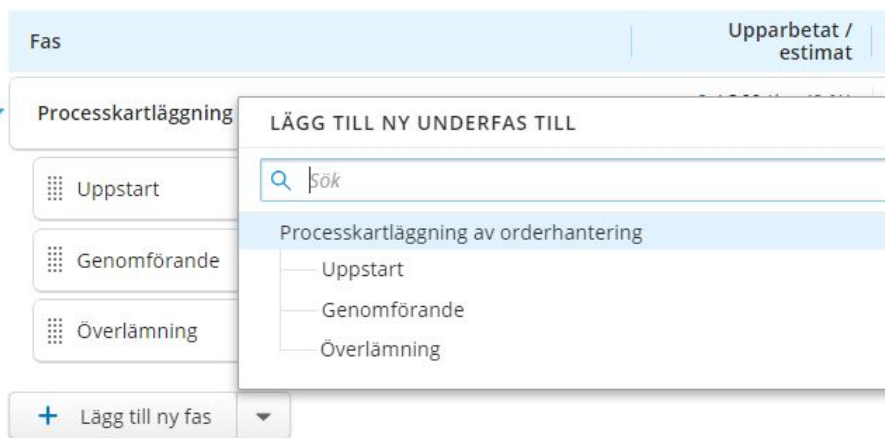 Fas
Upparbetat /
estimat
Processkartläggning
LÄGG TILL NY UNDERFAS TILL
Sök
Uppstart
Processkartläggning av orderhantering
Uppstart
Genomförande
Genomförande
Överlämning
Överlämning
Lägg till ny fas